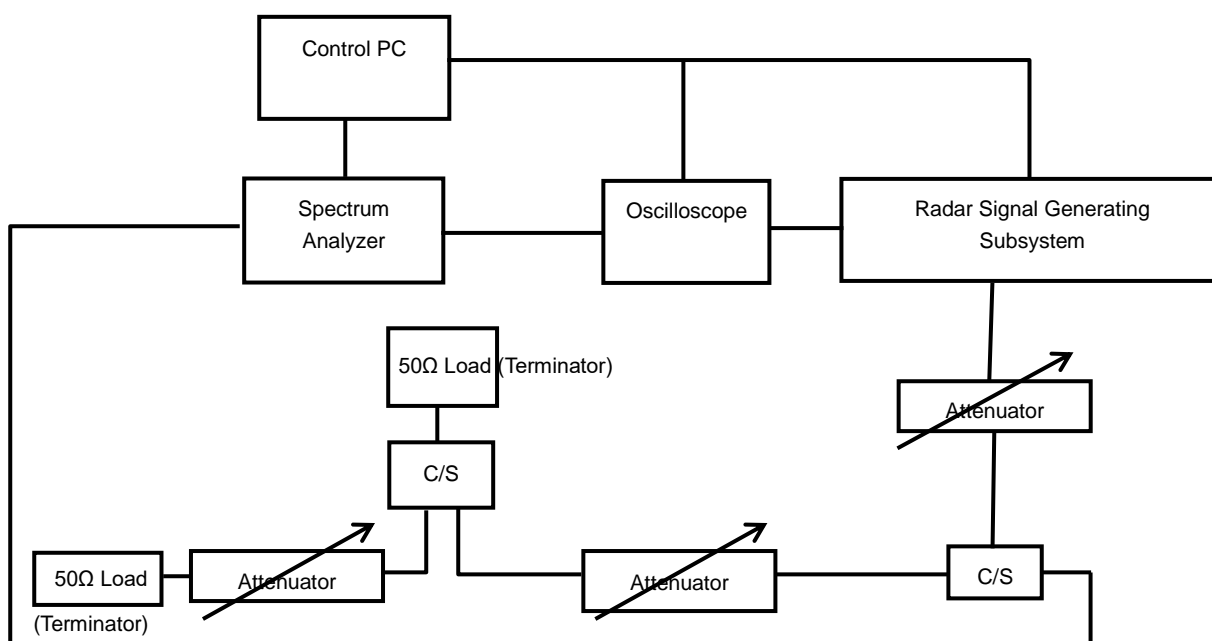 Control PC
Spectrum
Analyzer
Oscilloscope
Radar Signal Generating
Subsystem
50Ω Load (Terminator)
Attenuator
C/S
50Ω Load
(Terminator)
Attenuator
Attenuator
C/S